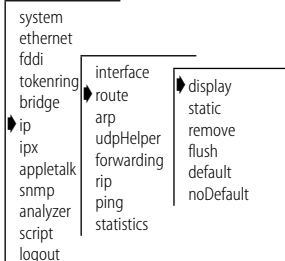 system
ethernet
fddi
tokenring
bridge
ip
ipx
appletalk
snmp
analyzer
script
logout
interface
route
arp
udpHelper
forwarding
rip
ping
statistics
display
static
remove
flush
default
noDefault